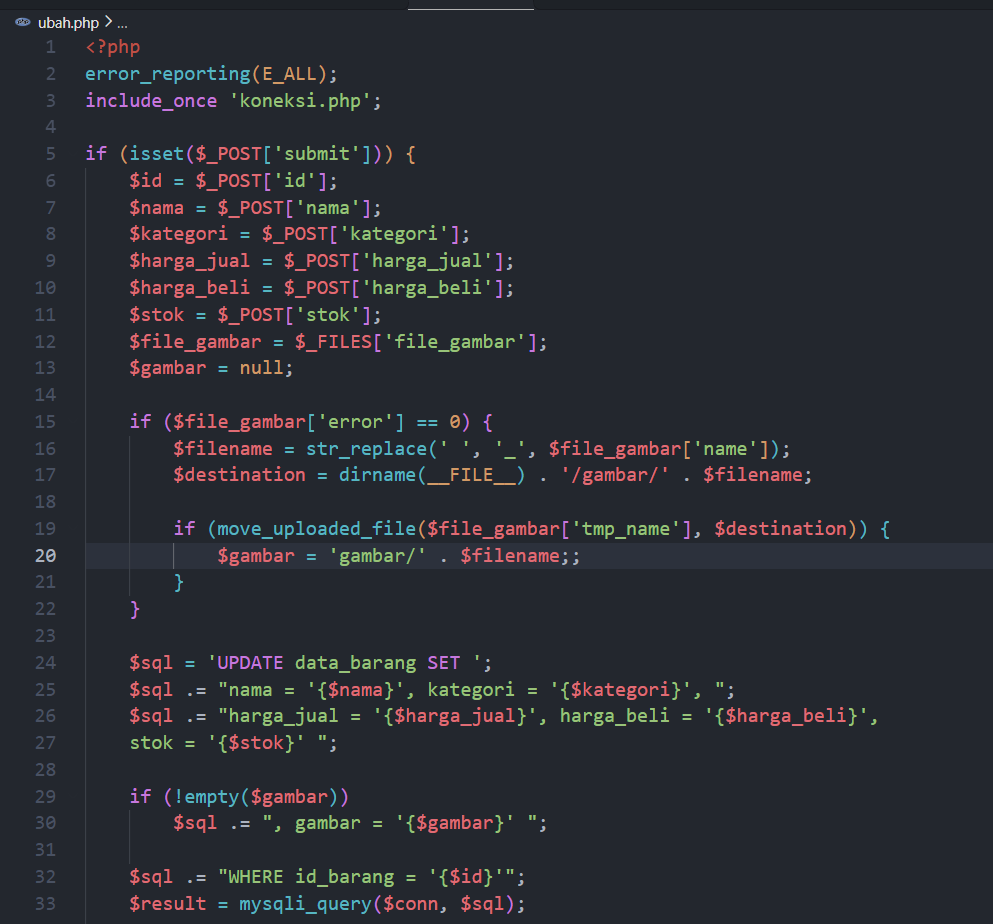 ubah.php > ...
1 <?php
2 error_reporting(E_ALL);
3 include_once 'koneksi.php';
4
5 if (isset($_POST['submit'])) {
6     $id = $_POST['id'];
7     $nama = $_POST['nama'];
8     $kategori = $_POST['kategori'];
9     $harga_jual = $_POST['harga_jual'];
10     $harga_beli = $_POST['harga_beli'];
11     $stok = $_POST['stok'];
12     $file_gambar = $_FILES['file_gambar'];
13     $gambar = null;
14
15     if ($file_gambar['error'] == 0) {
16         $filename = str_replace(' ', '_', $file_gambar['name']);
17         $destination = dirname(__FILE__) . '/gambar/' . $filename;
18
19         if (move_uploaded_file($file_gambar['tmp_name'], $destination)) {
20             $gambar = 'gambar/' . $filename;;
21         }
22     }
23
24     $sql = 'UPDATE data_barang SET ';
25     $sql .= "nama = '{$nama}', kategori = '{$kategori}', ";
26     $sql .= "harga_jual = '{$harga_jual}', harga_beli = '{$harga_beli}',
27     stok = '{$stok}' ";
28
29     if (!empty($gambar))
30         $sql .= ", gambar = '{$gambar}' ";
31
32     $sql .= "WHERE id_barang = '{$id}'";
33     $result = mysqli_query($conn, $sql);